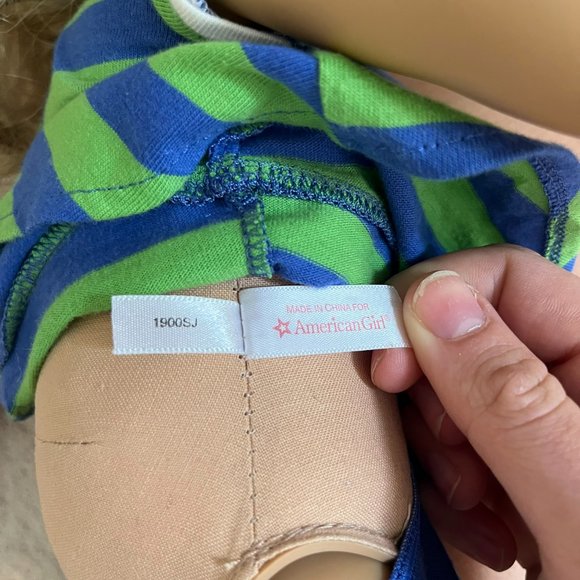 1900SJ
MADE IN CHINA FOR
American Girl®